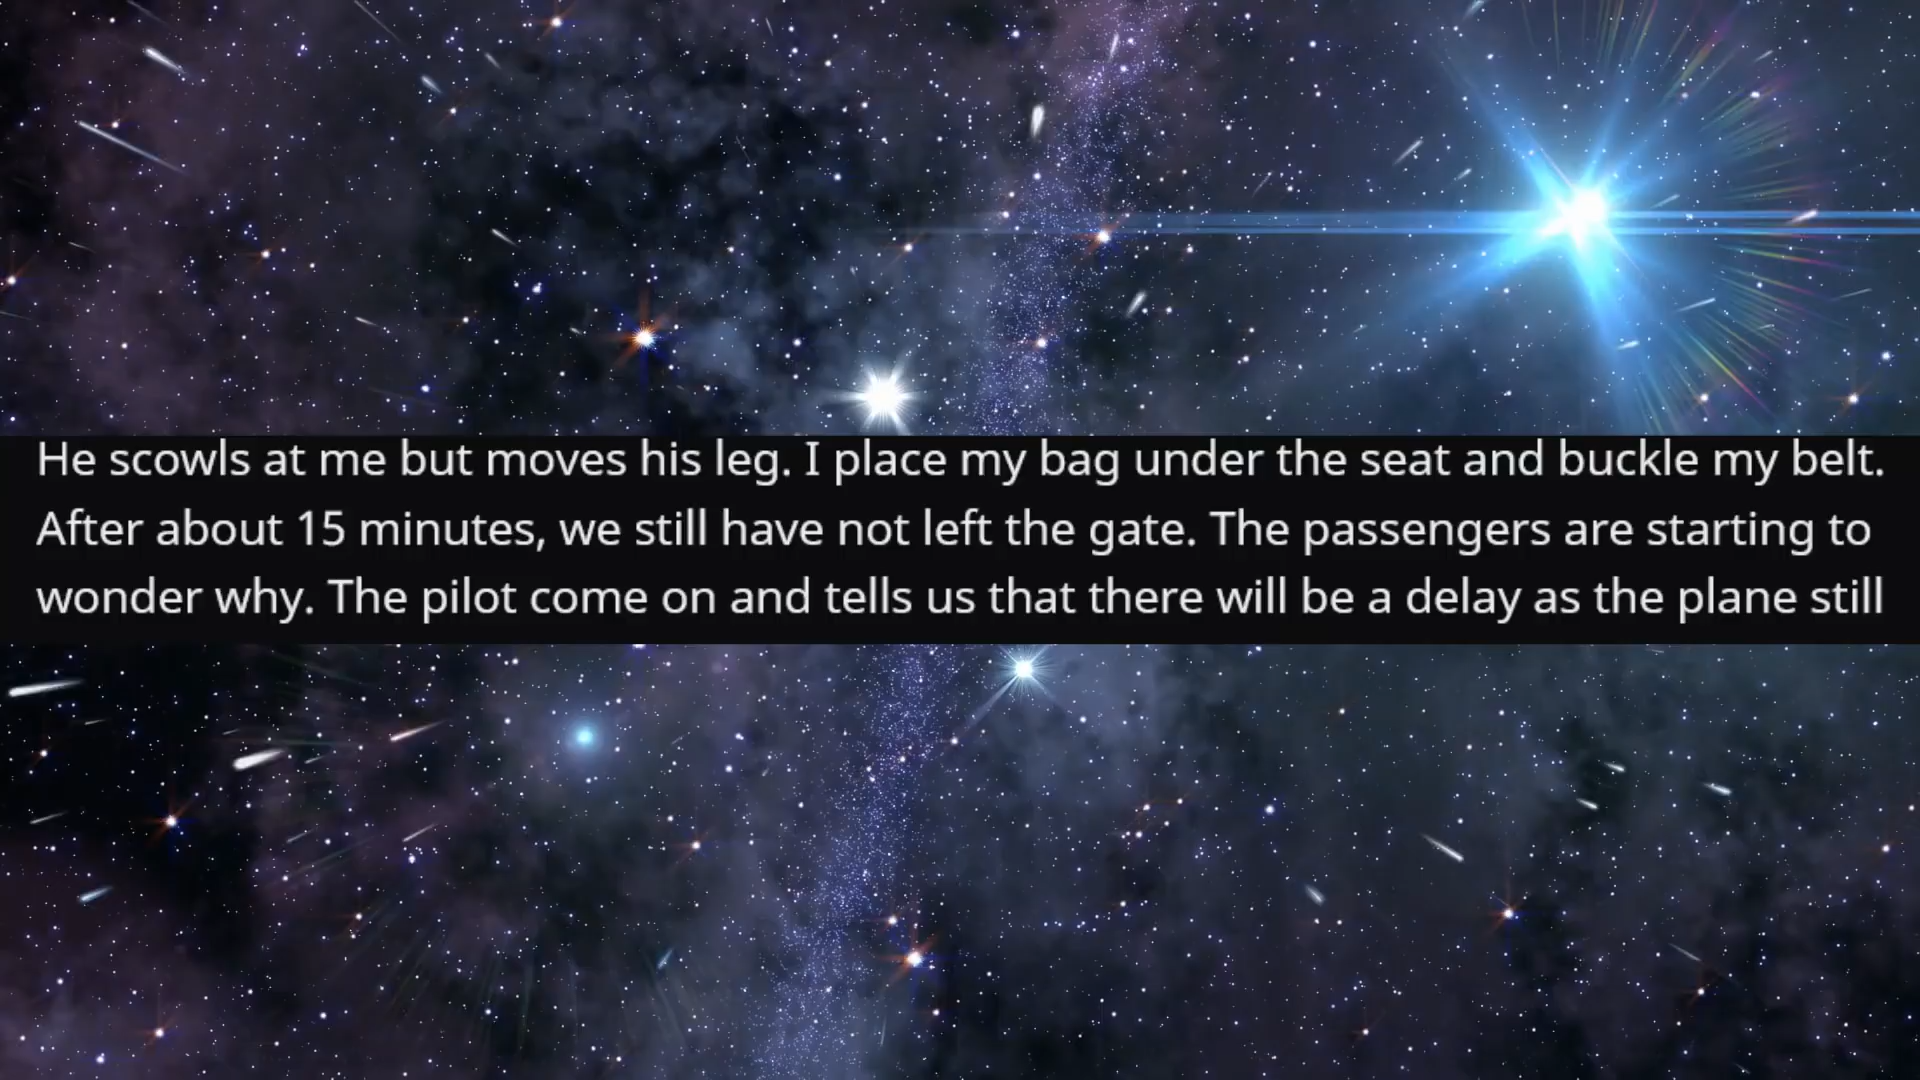 He scowls at me but moves his leg. I place my bag under the seat and buckle my belt.
After about 15 minutes, we still have not left the gate. The passengers are starting to
wonder why. The pilot come on and tells us that there will be a delay as the plane still